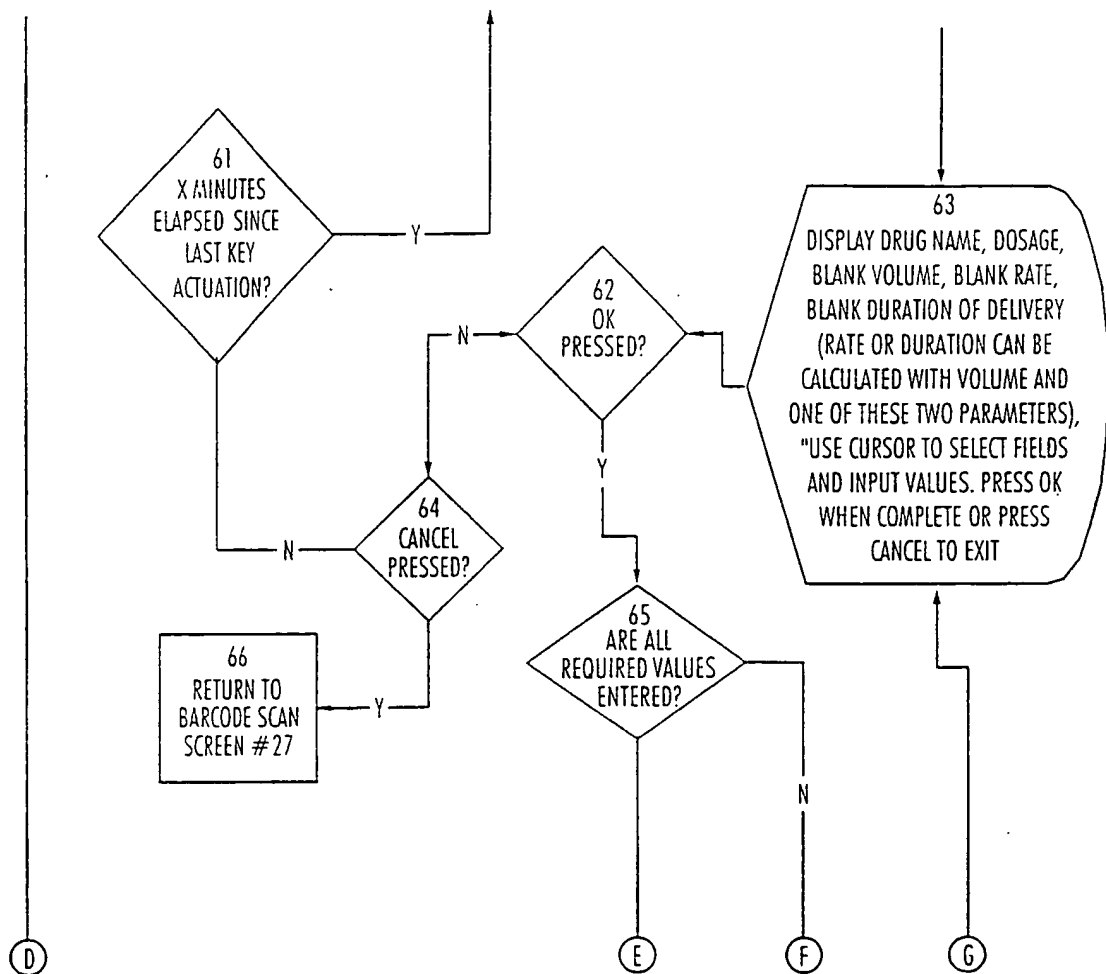 61
X MINUTES
ELAPSED SINCE
LAST KEY
ACTUATION?
Y
62
OK
PRESSED?
N
Y
63
DISPLAY DRUG NAME, DOSAGE,
BLANK VOLUME, BLANK RATE,
BLANK DURATION OF DELIVERY
(RATE OR DURATION CAN BE
CALCULATED WITH VOLUME AND
ONE OF THESE TWO PARAMETERS),
"USE CURSOR TO SELECT FIELDS
AND INPUT VALUES. PRESS OK
WHEN COMPLETE OR PRESS
CANCEL TO EXIT
64
CANCEL
PRESSED?
N
Y
65
ARE ALL
REQUIRED VALUES
ENTERED?
N
66
RETURN TO
BARCODE SCAN
SCREEN #27
D
E
F
G